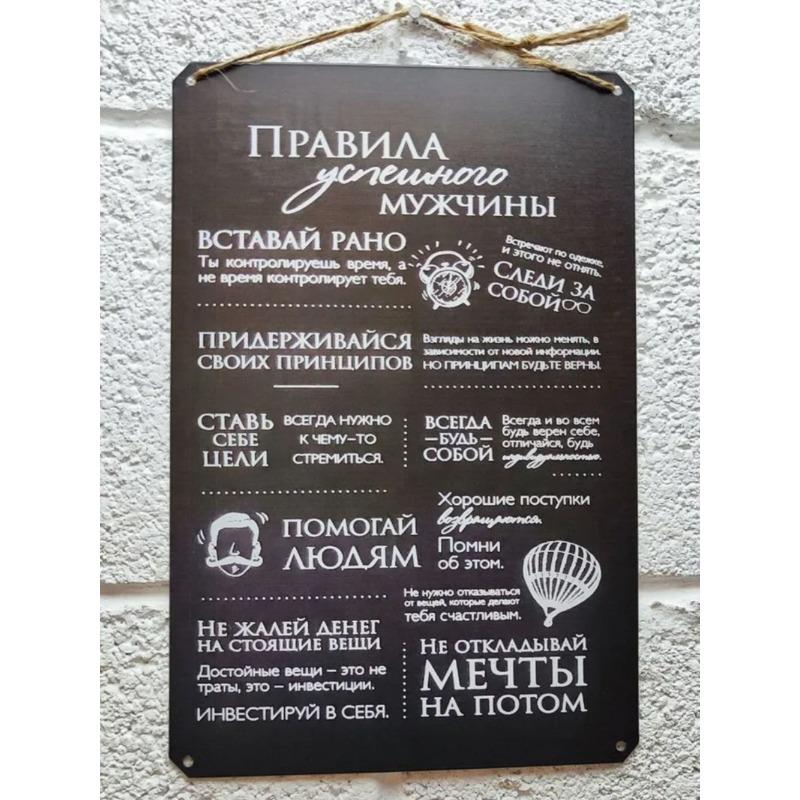 Правила
успешного
мужчины
Вставай рано
Ты контролируешь время, а
не время контролирует тебя.
Встречают по одежке,
и этого не отнять.
Следи за
собой
Придерживайся
своих принципов
Взгляды на жизнь можно менять, в
зависимости от новой информации.
НО ПРИНЦИПАМ БУДЬТЕ ВЕРНЫ.
Ставь
себе
цели
ВСЕГДА НУЖНО
К ЧЕМУ-ТО
СТРЕМИТЬСЯ.
Всегда
-будь-
собой
Всегда и во всем
будь верен себе,
отличайся, будь
индивидуальностью.
Помогай
людям
Хорошие поступки
возвращаются.
Помни
об этом.
Не нужно отказываться
от вещей, которые делают
тебя счастливым.
Не жалей денег
на стоящие вещи
Достойные вещи – это не
траты, это – инвестиции.
ИНВЕСТИРУЙ В СЕБЯ.
Не откладывай
мечты
на потом